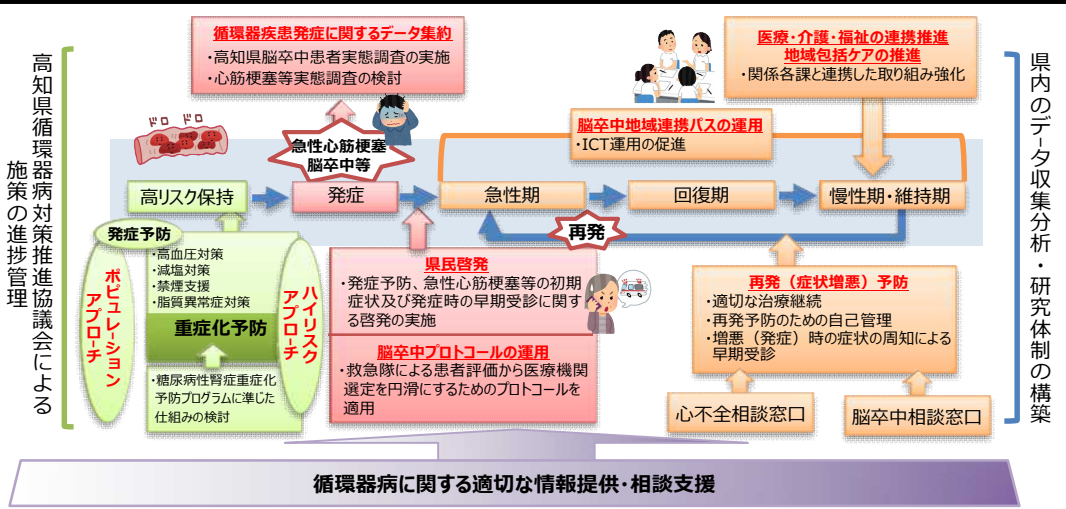 高知県循環器病対策推進協議会による
施策の進捗管理
循環器疾患発症に関するデータ集約
・高知県脳卒中患者実態調査の実施
・心筋梗塞等実態調査の検討
医療・介護・福祉の連携推進
地域包括ケアの推進
・関係各課と連携した取り組み強化
ドロ ドロ
急性心筋梗塞
脳卒中等
脳卒中地域連携パスの運用
・ICT運用の促進
高リスク保持
発症
急性期
回復期
慢性期・維持期
再発
発症予防
・高血圧対策
・減塩対策
・禁煙支援
・脂質異常症対策
重症化予防
・糖尿病性腎症重症化
予防プログラムに準じた
仕組みの検討
ポピュレーション
アプローチ
ハイリスク
アプローチ
県民啓発
・発症予防、急性心筋梗塞等の初期
症状及び発症時の早期受診に関す
る啓発の実施
脳卒中プロトコールの運用
・救急隊による患者評価から医療機関
選定を円滑にするためのプロトコールを
適用
再発（症状増悪）予防
・適切な治療継続
・再発予防のための自己管理
・増悪（発症）時の症状の周知による
早期受診
心不全相談窓口
脳卒中相談窓口
県内のデータ収集分析・研究体制の構築
循環器病に関する適切な情報提供・相談支援